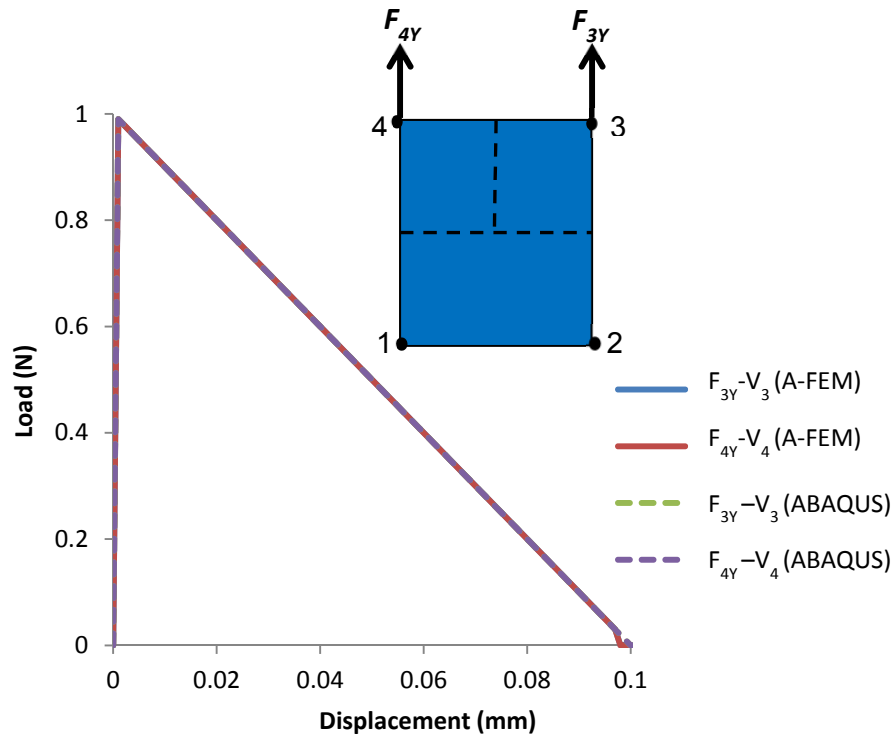 F4Y F3Y
4 3
1 2
1
0.8
0.6
0.4
0.2
0
0 0.02 0.04 0.06 0.08 0.1
Load (N)
Displacement (mm)
F3Y-V3 (A-FEM)
F4Y-V4 (A-FEM)
F3Y –V3 (ABAQUS)
F4Y –V4 (ABAQUS)